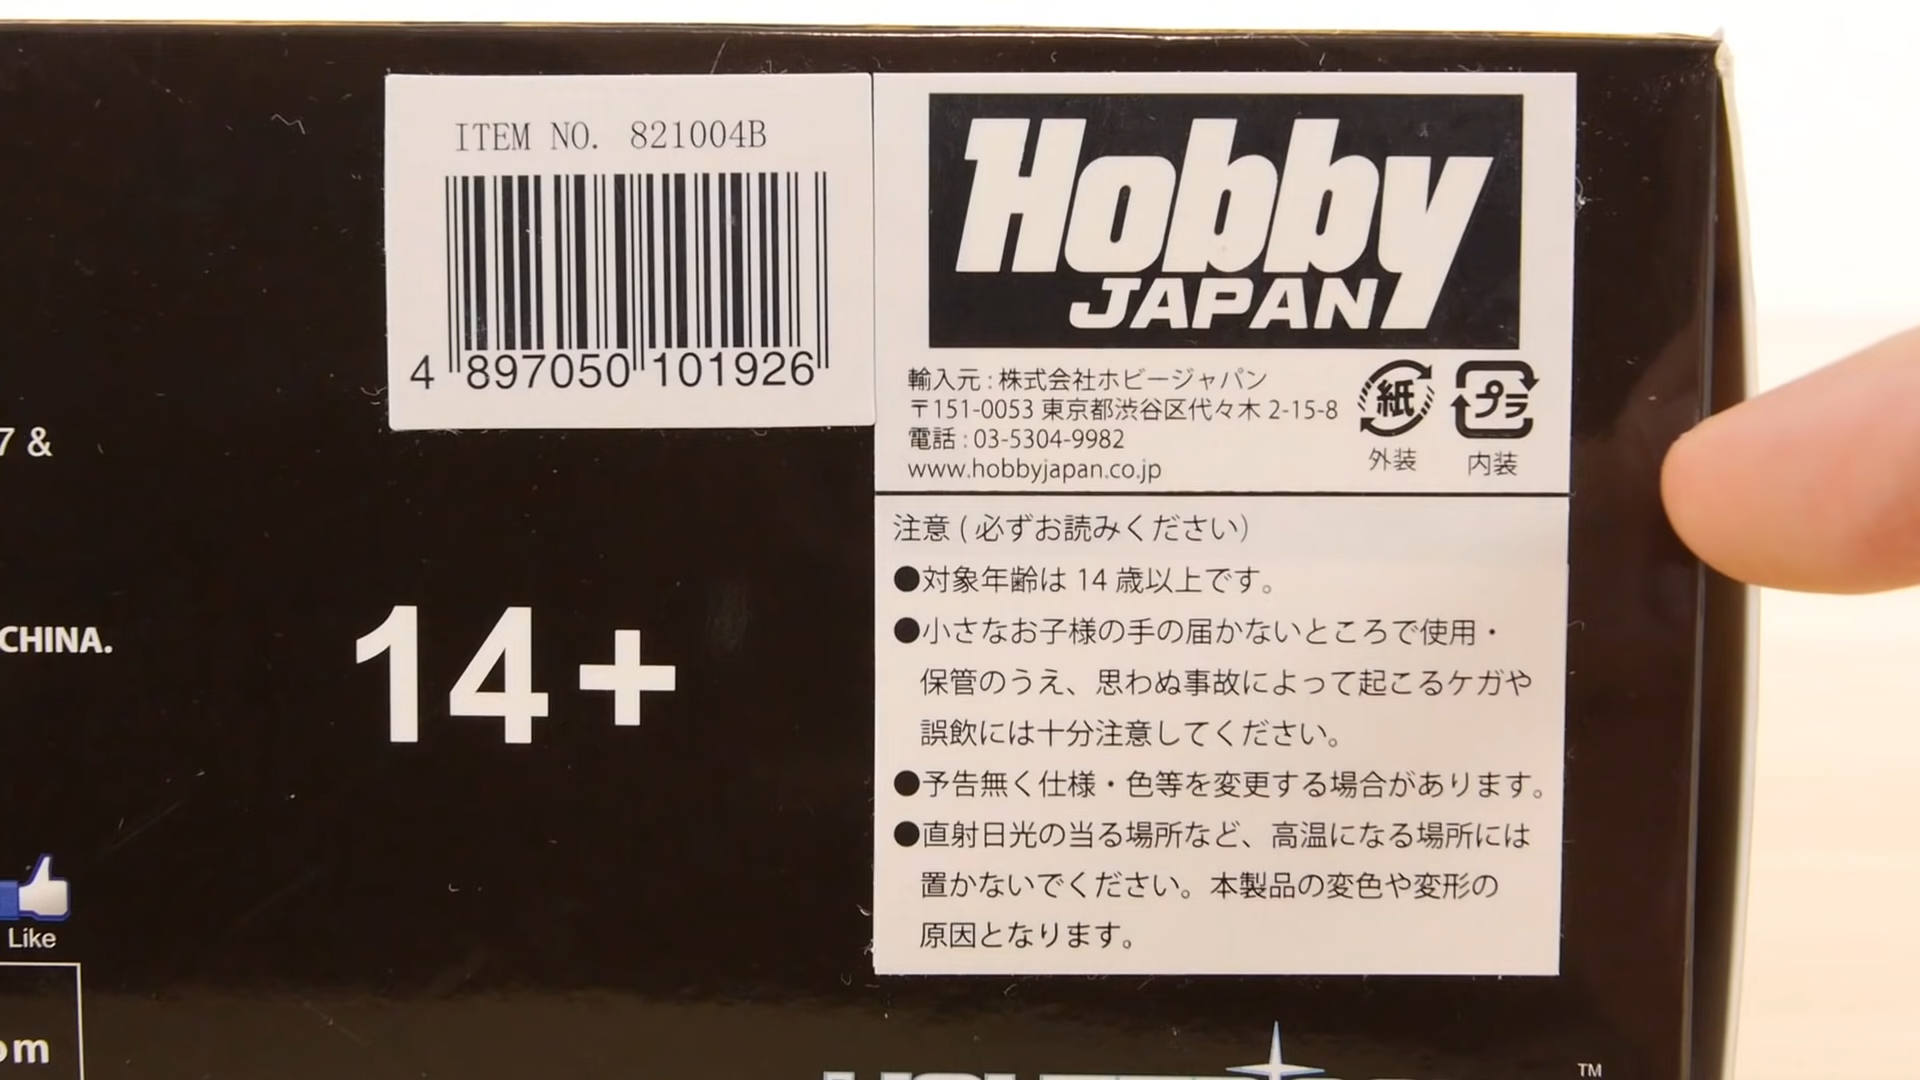 ITEM NO. 821004B
4 897050 101926
Hobby
JAPAN
輸入元:株式会社ホビージャパン
〒151-0053 東京都渋谷区代々木 2-15-8
電話:03-5304-9982
www.hobbyjapan.co.jp
紙
外装
プラ
内装
注意(必ずお読みください)
●対象年齢は 14 歳以上です。
●小さなお子様の手の届かないところで使用・
保管のうえ、思わぬ事故によって起こるケガや
誤飲には十分注意してください。
●予告無く仕様・色等を変更する場合があります。
●直射日光の当る場所など、高温になる場所には
置かないでください。本製品の変色や変形の
原因となります。
7 &
CHINA.
14+
Like
om
TM